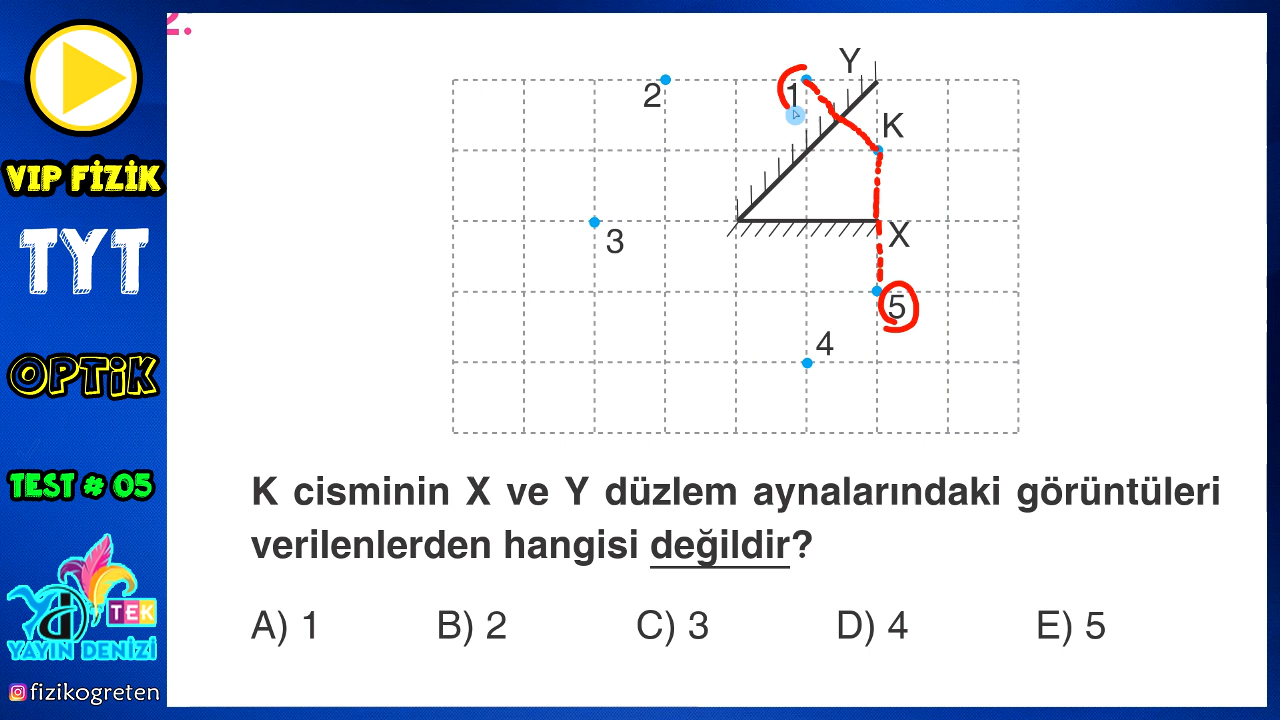 2.
VIP FİZİK
TYT
OPTiK
TEST # 05
TEK
YAYIN DENİZİ
fizikogreten
Y
2
1
K
3
X
5
4
K cisminin X ve Y düzlem aynalarındaki görüntüleri
verilenlerden hangisi değildir?
A) 1 B) 2 C) 3 D) 4 E) 5